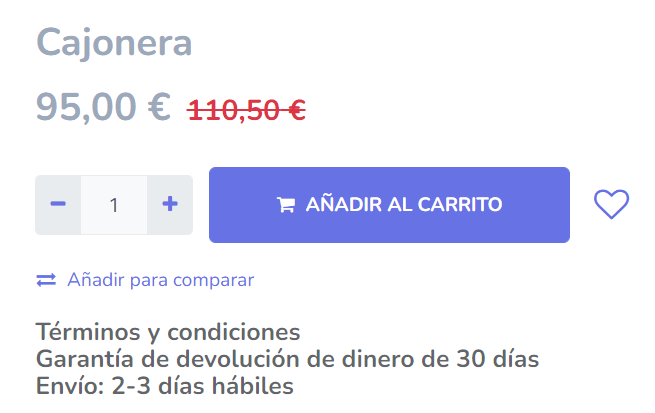 Cajonera
95,00 € 110,50 €
1
AÑADIR AL CARRITO
Añadir para comparar
Términos y condiciones
Garantía de devolución de dinero de 30 días
Envío: 2-3 días hábiles